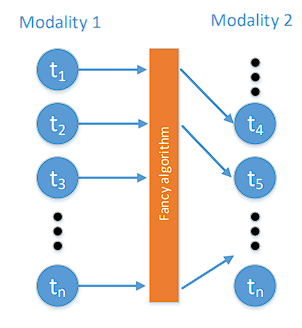 Modality 1
Modality 2
t1
t2
t3
tn
Fancy algorithm
t4
t5
tn